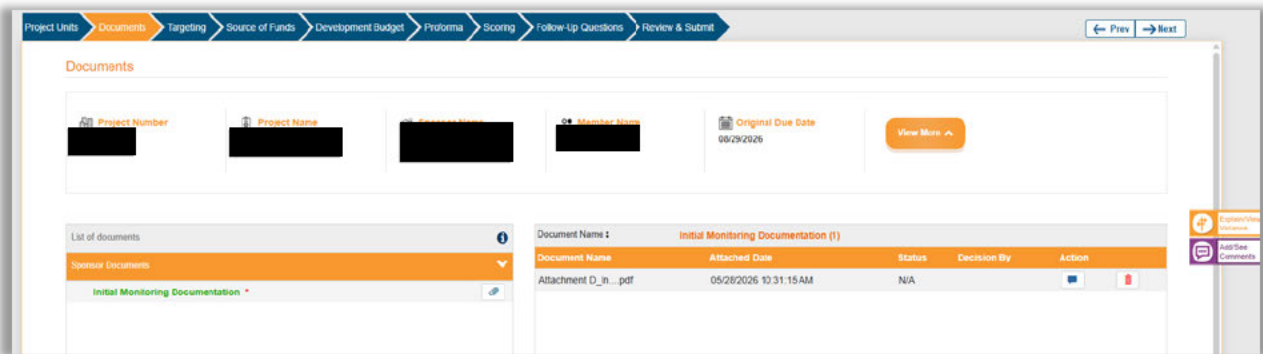 Project Units Documents Targeting Source of Funds Development Budget Proforma Scoring Follow-Up Questions Review & Submit
Prev Next
Documents
Project Number Project Name Sponsor Name Member Name Original Due Date
08/29/2026
View More
Explain/View Variance
Add/See Comments
List of documents
Sponsor Documents
Initial Monitoring Documentation *
Document Name : Initial Monitoring Documentation (1)
Document Name Attached Date Status Decision By Action
Attachment D_In....pdf 05/28/2026 10:31:15 AM N/A